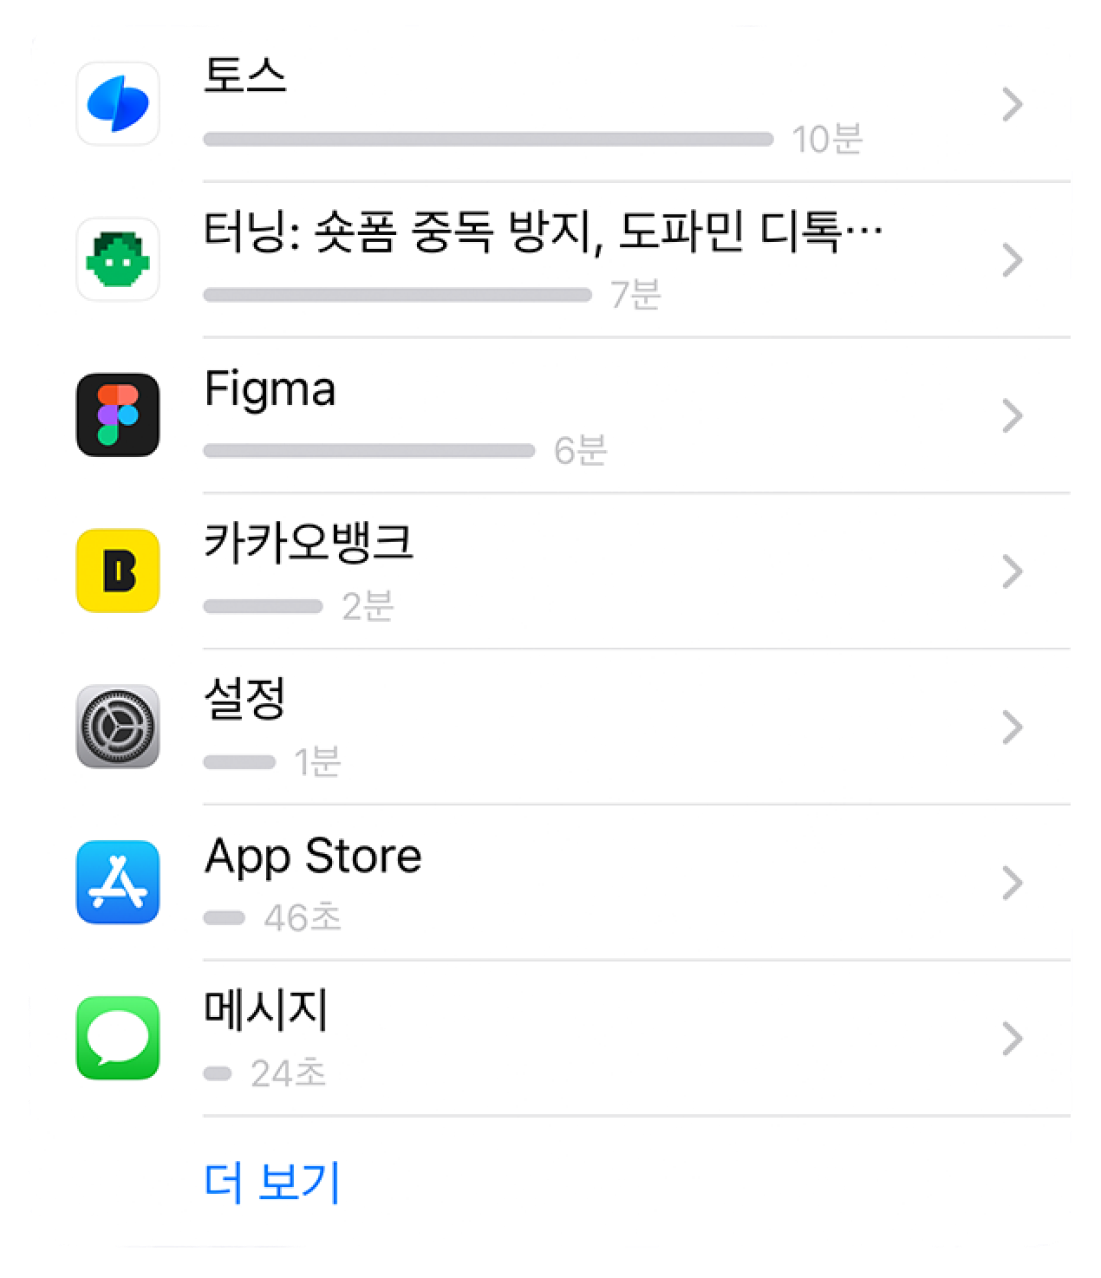 토스
10분
터닝: 숏폼 중독 방지, 도파민 디톡…
7분
Figma
6분
B
카카오뱅크
2분
설정
1분
App Store
46초
메시지
24초
더 보기